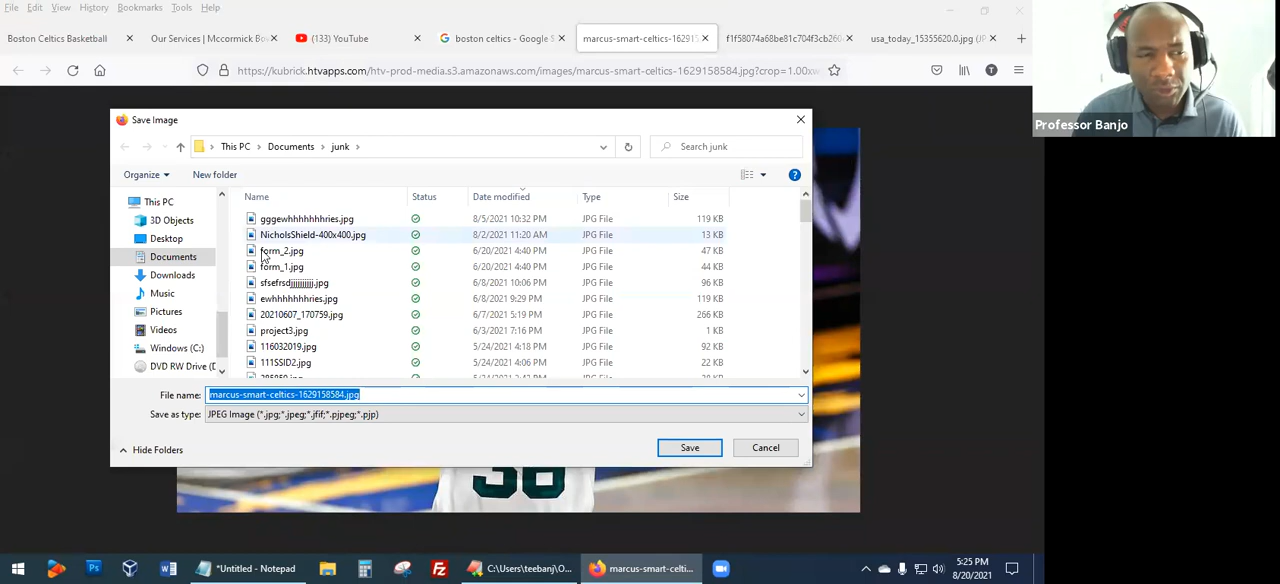 File Edit View History Bookmarks Tools Help
Boston Celtics Basketball
Our Services | Mccormick Bo
(133) YouTube
boston celtics - Google S
marcus-smart-celtics-16291
f1f58074a68be81c704f3cb260
usa_today_15355620.0.jpg (JP
https://kubrick.htvapps.com/htv-prod-media.s3.amazonaws.com/images/marcus-smart-celtics-1629158584.jpg?crop=1.00xw
T
Professor Banjo
Save Image
This PC > Documents > junk >
Search junk
Organize
New folder
Name Status Date modified Type Size
This PC
3D Objects
Desktop
Documents
Downloads
Music
Pictures
Videos
Windows (C:)
DVD RW Drive (D
gggewhhhhhhhries.jpg 8/5/2021 10:32 PM JPG File 119 KB
NicholsShield-400x400.jpg 8/2/2021 11:20 AM JPG File 13 KB
form_2.jpg 6/20/2021 4:40 PM JPG File 47 KB
form_1.jpg 6/20/2021 4:40 PM JPG File 44 KB
sfsefrsdjjjjjjjjjj.jpg 6/8/2021 10:06 PM JPG File 96 KB
ewhhhhhhries.jpg 6/8/2021 9:29 PM JPG File 119 KB
20210607_170759.jpg 6/7/2021 5:19 PM JPG File 266 KB
project3.jpg 6/3/2021 7:16 PM JPG File 1 KB
116032019.jpg 5/24/2021 4:18 PM JPG File 92 KB
111SSID2.jpg 5/24/2021 4:06 PM JPG File 22 KB
File name: marcus-smart-celtics-1629158584.jpg
Save as type: JPEG Image (*.jpg;*.jpeg;*.jfif;*.pjpeg;*.pjp)
Hide Folders
Save
Cancel
36
*Untitled - Notepad
C:\Users\teebanj\O...
marcus-smart-celti...
5:25 PM
8/20/2021